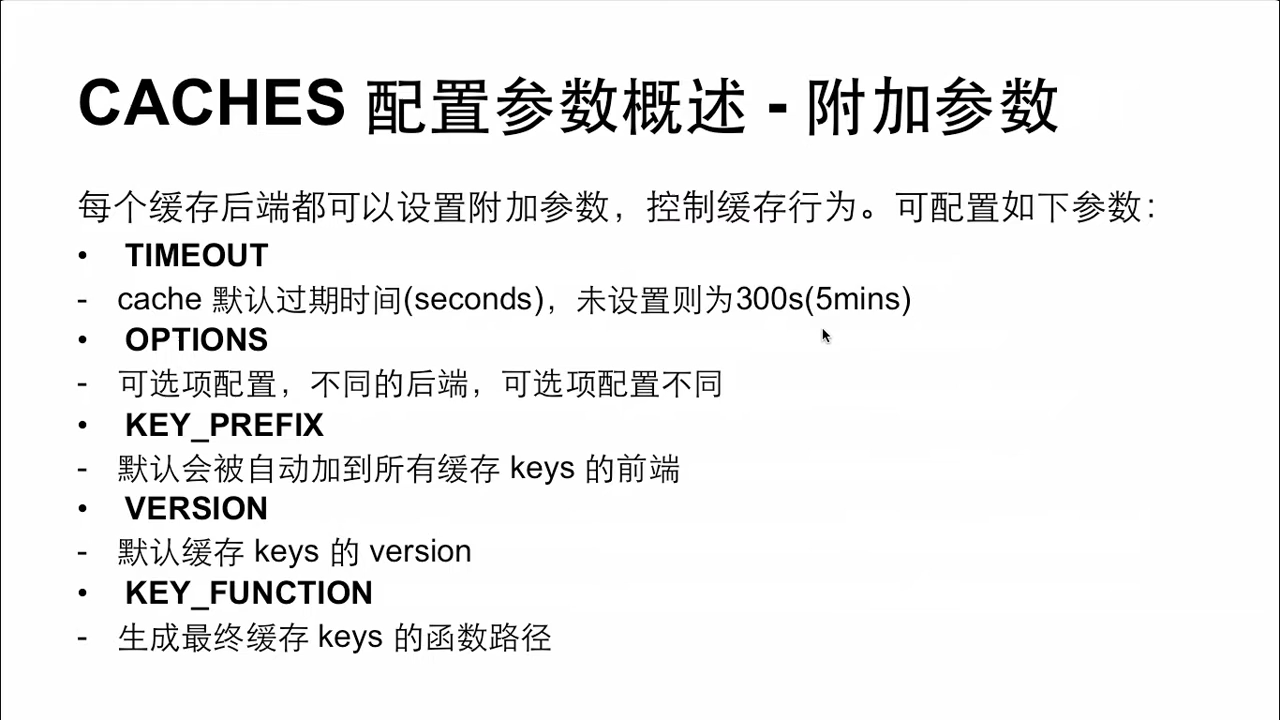 CACHES 配置参数概述 - 附加参数
每个缓存后端都可以设置附加参数，控制缓存行为。可配置如下参数：
• TIMEOUT
- cache 默认过期时间(seconds)，未设置则为300s(5mins)
• OPTIONS
- 可选项配置，不同的后端，可选项配置不同
• KEY_PREFIX
- 默认会被自动加到所有缓存 keys 的前端
• VERSION
- 默认缓存 keys 的 version
• KEY_FUNCTION
- 生成最终缓存 keys 的函数路径